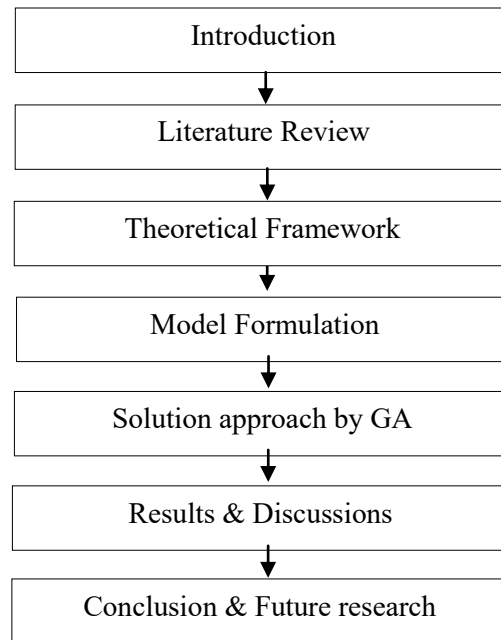 Introduction
Literature Review
Theoretical Framework
Model Formulation
Solution approach by GA
Results & Discussions
Conclusion & Future research